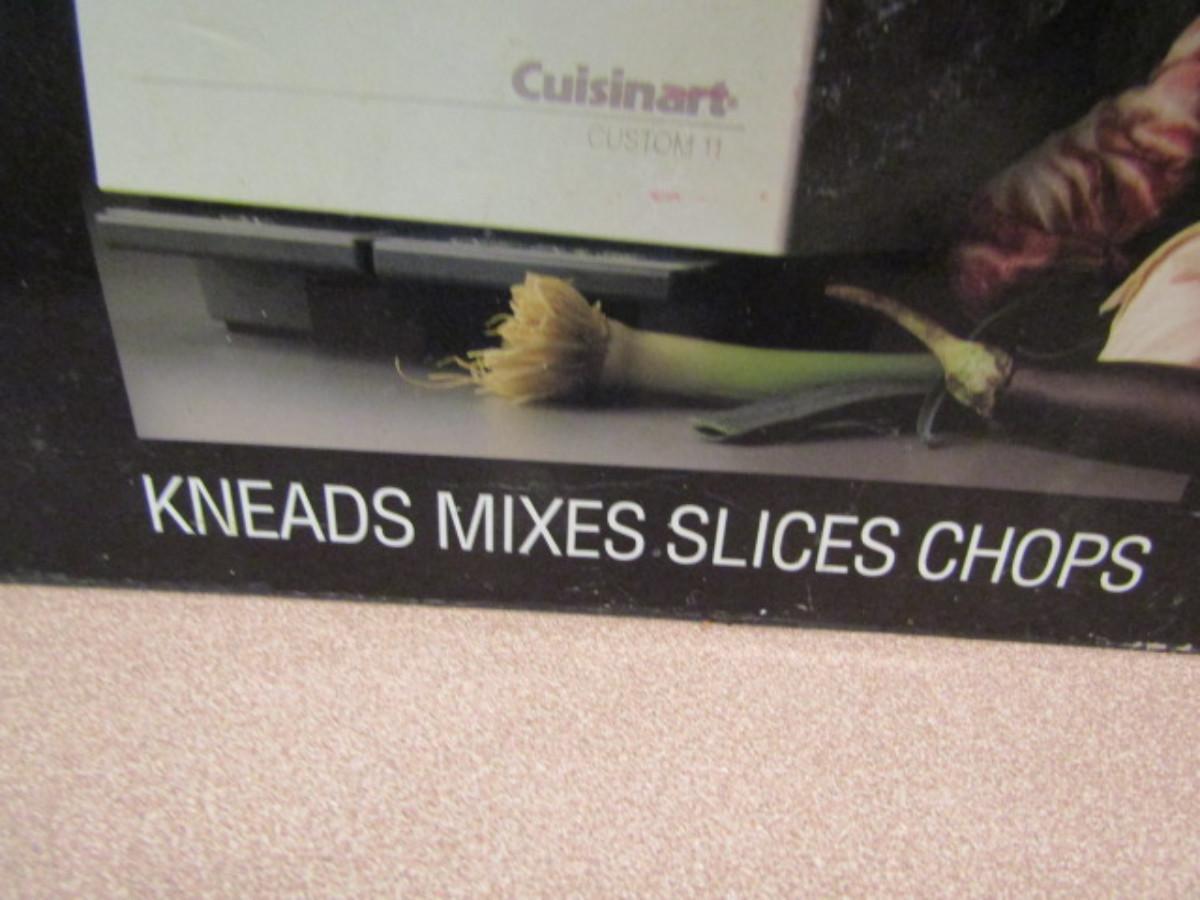 Cuisinart
CUSTOM 11
KNEADS MIXES SLICES CHOPS